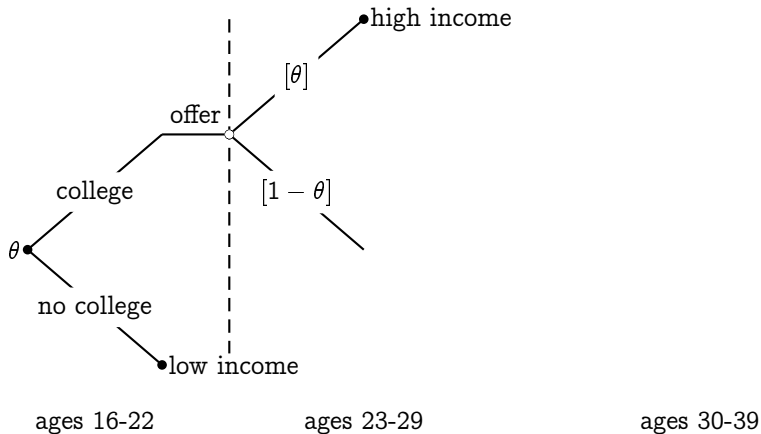 high income
[θ]
offer
college
[1 − θ]
θ
no college
low income
ages 16-22
ages 23-29
ages 30-39